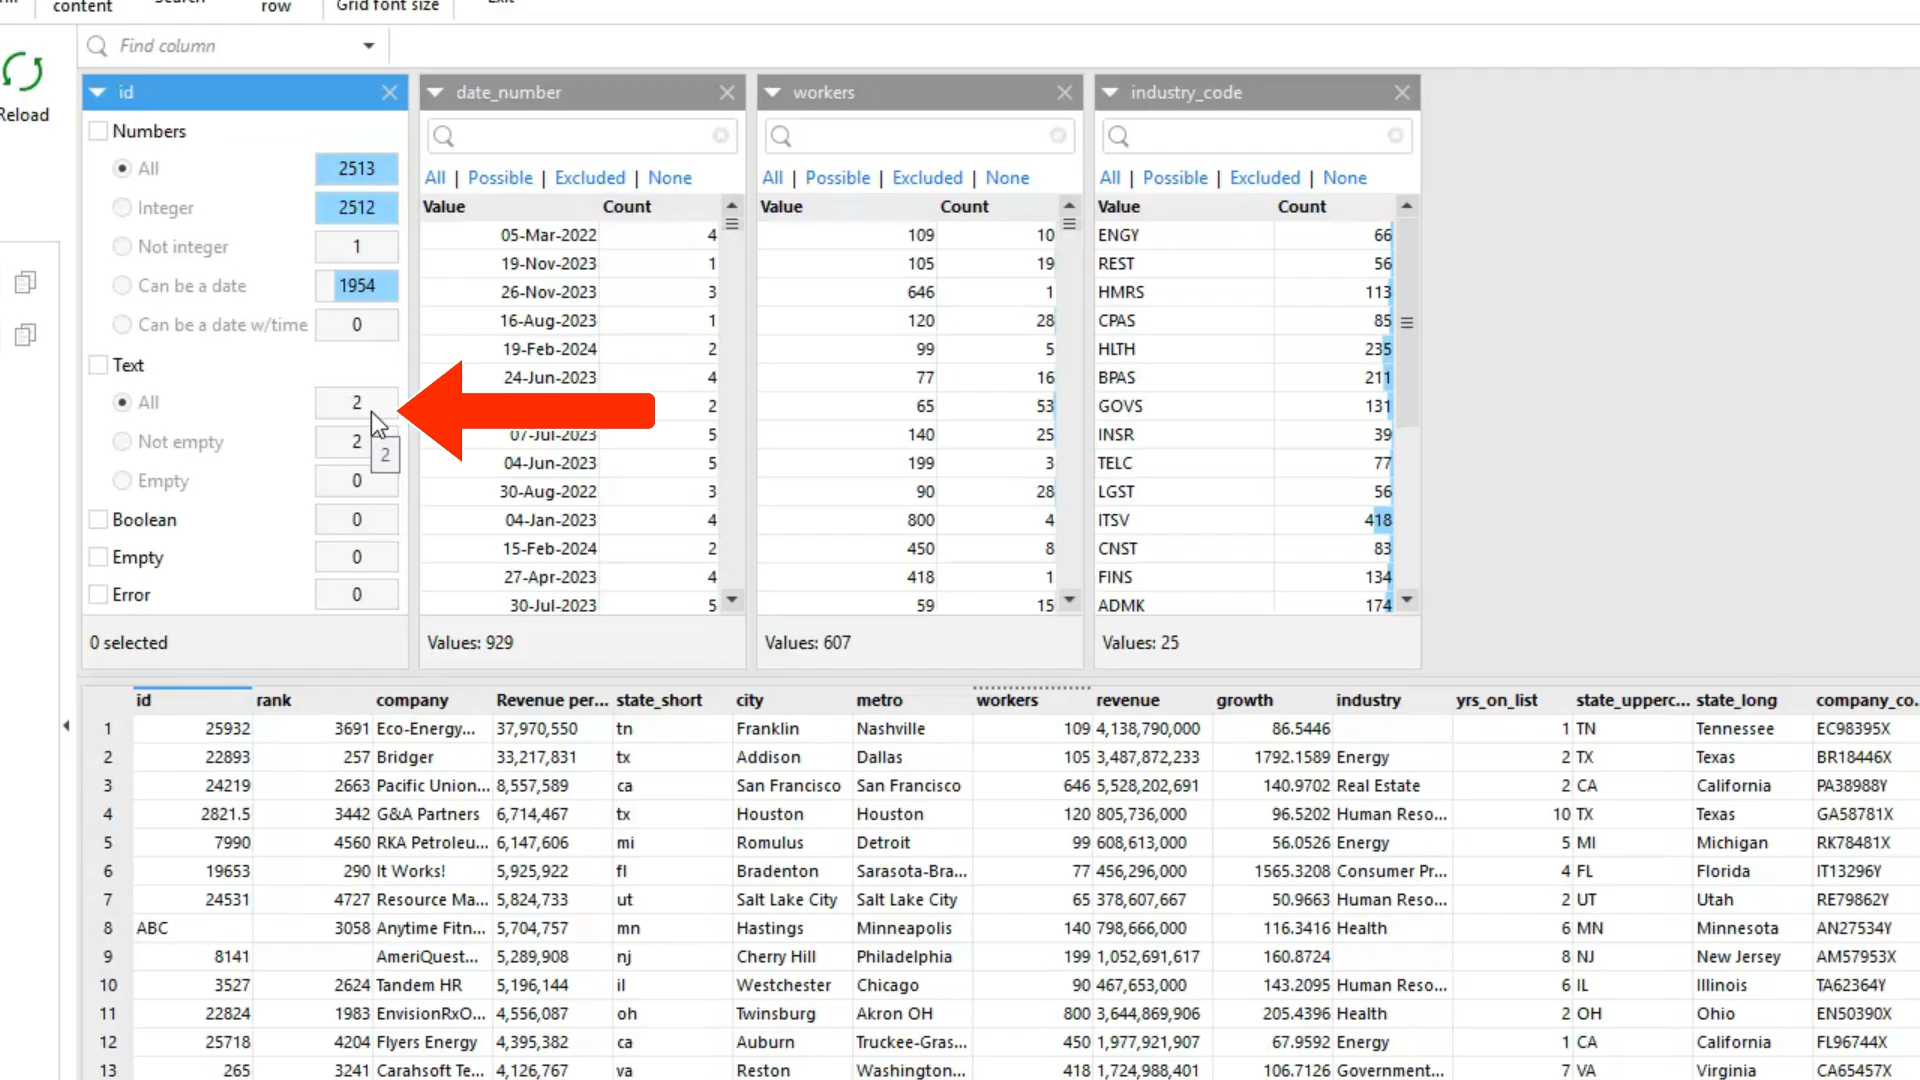 content
row
Grid font size
Find column
Reload
id
Numbers
All 2513
Integer 2512
Not integer 1
Can be a date 1954
Can be a date w/time 0
Text
All 2
Not empty 2
2
Empty 0
Boolean 0
Empty 0
Error 0
0 selected
date_number
All | Possible | Excluded | None
Value Count
05-Mar-2022 4
19-Nov-2023 1
26-Nov-2023 3
16-Aug-2023 1
19-Feb-2024 2
24-Jun-2023 4
2
07-Jul-2023 5
04-Jun-2023 5
30-Aug-2022 3
04-Jan-2023 4
15-Feb-2024 2
27-Apr-2023 4
30-Jul-2023 5
Values: 929
workers
All | Possible | Excluded | None
Value Count
109 10
105 19
646 1
120 28
99 5
77 16
65 53
140 25
199 3
90 28
800 4
450 8
418 1
59 15
Values: 607
industry_code
All | Possible | Excluded | None
Value Count
ENGY 66
REST 56
HMRS 113
CPAS 85
HLTH 235
BPAS 211
GOVS 131
INSR 39
TELC 77
LGST 56
ITSV 418
CNST 83
FINS 134
ADMK 174
Values: 25
id rank company Revenue per... state_short city metro workers revenue growth industry yrs_on_list state_upperc... state_long company_co...
1 25932 3691 Eco-Energy... 37,970,550 tn Franklin Nashville 109 4,138,790,000 86.5446 1 TN Tennessee EC98395X
2 22893 257 Bridger 33,217,831 tx Addison Dallas 105 3,487,872,233 1792.1589 Energy 2 TX Texas BR18446X
3 24219 2663 Pacific Union... 8,557,589 ca San Francisco San Francisco 646 5,528,202,691 140.9702 Real Estate 2 CA California PA38988Y
4 2821.5 3442 G&A Partners 6,714,467 tx Houston Houston 120 805,736,000 96.5202 Human Reso... 10 TX Texas GA58781X
5 7990 4560 RKA Petroleu... 6,147,606 mi Romulus Detroit 99 608,613,000 56.0526 Energy 5 MI Michigan RK78481X
6 19653 290 It Works! 5,925,922 fl Bradenton Sarasota-Bra... 77 456,296,000 1565.3208 Consumer Pr... 4 FL Florida IT13296Y
7 24531 4727 Resource Ma... 5,824,733 ut Salt Lake City Salt Lake City 65 378,607,667 50.9663 Human Reso... 2 UT Utah RE79862Y
8 ABC 3058 Anytime Fitn... 5,704,757 mn Hastings Minneapolis 140 798,666,000 116.3416 Health 6 MN Minnesota AN27534Y
9 8141 AmeriQuest... 5,289,908 nj Cherry Hill Philadelphia 199 1,052,691,617 160.8724 8 NJ New Jersey AM57953X
10 3527 2624 Tandem HR 5,196,144 il Westchester Chicago 90 467,653,000 143.2095 Human Reso... 6 IL Illinois TA62364Y
11 22824 1983 EnvisionRxO... 4,556,087 oh Twinsburg Akron OH 800 3,644,869,906 205.4396 Health 2 OH Ohio EN50390X
12 25718 4204 Flyers Energy 4,395,382 ca Auburn Truckee-Gras... 450 1,977,921,907 67.9592 Energy 1 CA California FL96744X
13 265 3241 Carahsoft Te... 4,126,767 va Reston Washington... 418 1,724,988,401 106.7126 Government... 7 VA Virginia CA65457X